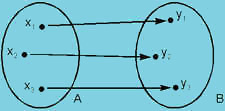 x₁ y₁
x₂ y₂
x₃ y₃
A B